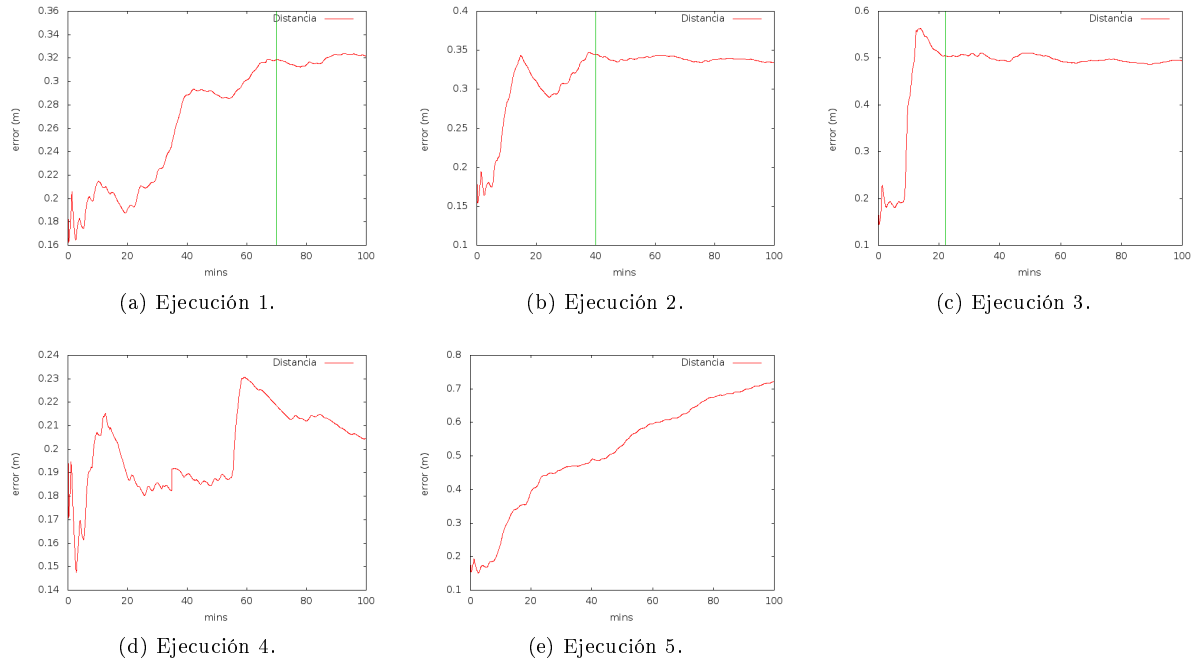 0.36
0.34
0.32
0.3
0.28
0.26
0.24
0.22
0.2
0.18
0.16
error (m)
Distancia
0 20 40 60 80 100
mins
(a) Ejecución 1.
0.4
0.35
0.3
0.25
0.2
0.15
0.1
error (m)
Distancia
0 20 40 60 80 100
mins
(b) Ejecución 2.
0.6
0.5
0.4
0.3
0.2
0.1
error (m)
Distancia
0 20 40 60 80 100
mins
(c) Ejecución 3.
0.24
0.23
0.22
0.21
0.2
0.19
0.18
0.17
0.16
0.15
0.14
error (m)
Distancia
0 20 40 60 80 100
mins
(d) Ejecución 4.
0.8
0.7
0.6
0.5
0.4
0.3
0.2
0.1
error (m)
Distancia
0 20 40 60 80 100
mins
(e) Ejecución 5.